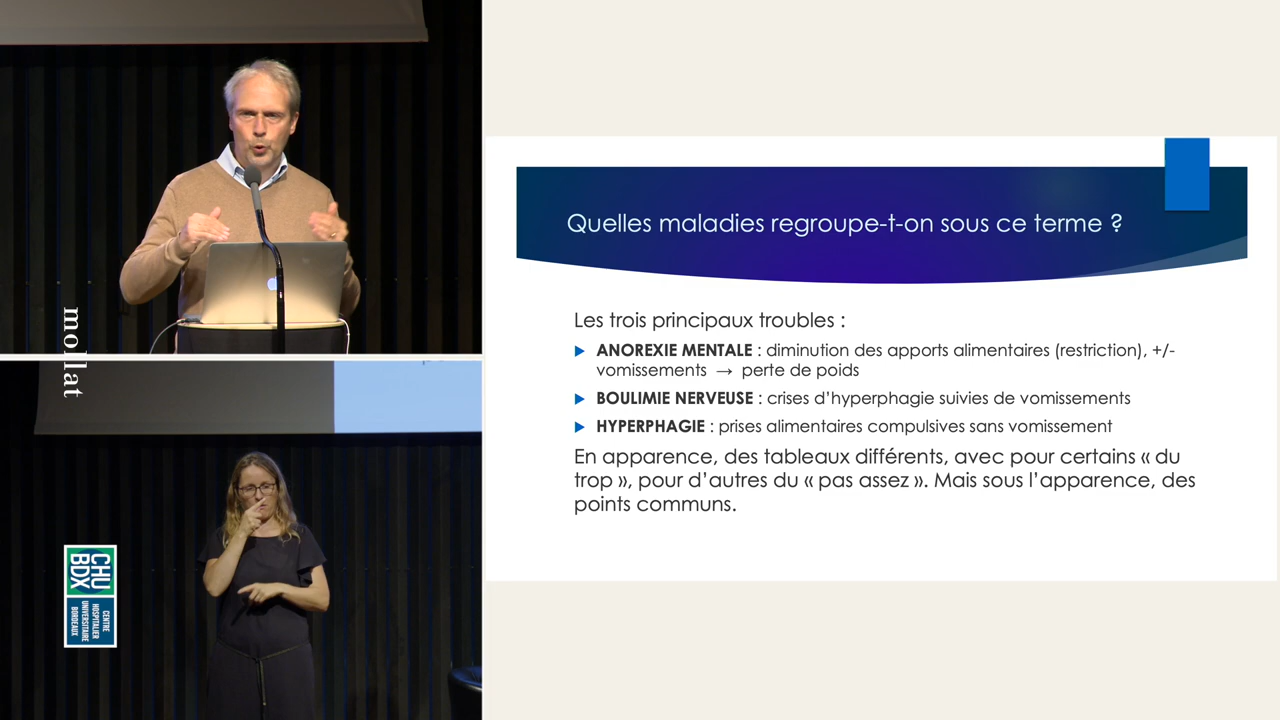 mollat
CHU
BDX
CENTRE
HOSPITALIER
UNIVERSITAIRE
BORDEAUX
Quelles maladies regroupe-t-on sous ce terme ?
Les trois principaux troubles :
ANOREXIE MENTALE : diminution des apports alimentaires (restriction), +/-
vomissements → perte de poids
BOULIMIE NERVEUSE : crises d’hyperphagie suivies de vomissements
HYPERPHAGIE : prises alimentaires compulsives sans vomissement
En apparence, des tableaux différents, avec pour certains « du
trop », pour d’autres du « pas assez ». Mais sous l’apparence, des
points communs.